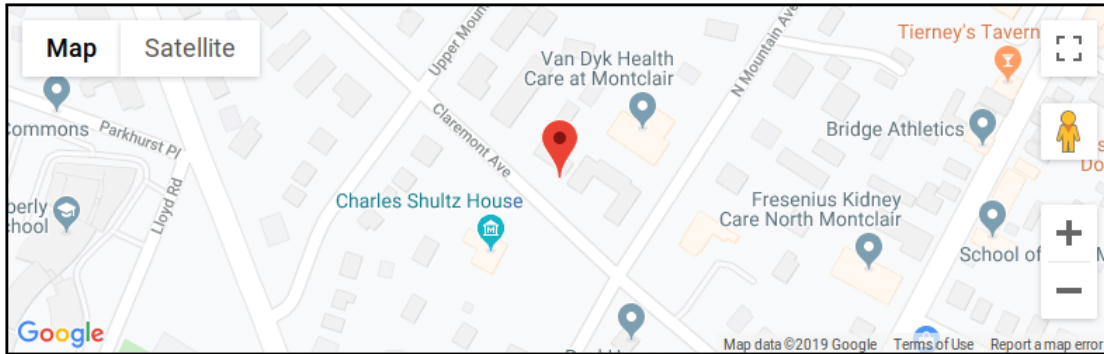 Map
Satellite
Upper Moun
N Mountain Ave
Tierney's Tavern
Van Dyk Health
Care at Montclair
Commons
Parkhurst Pl
Claremont Ave
Bridge Athletics
Lloyd Rd
Charles Shultz House
Fresenius Kidney
Care North Montclair
School of
Google
Map data ©2019 Google
Terms of Use
Report a map error